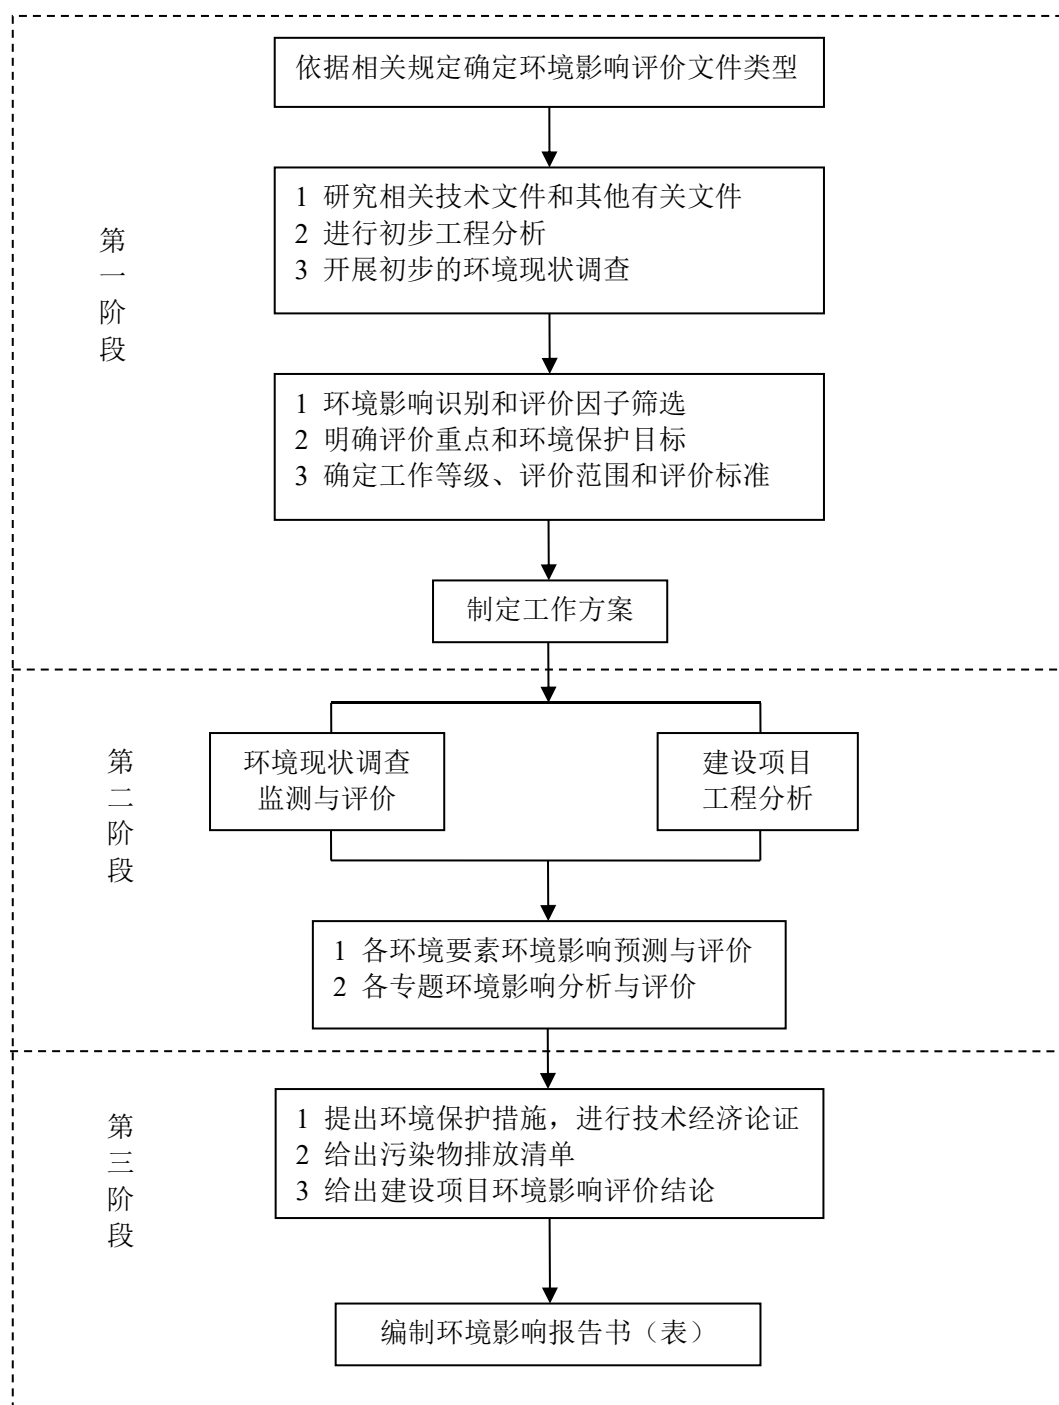 依据相关规定确定环境影响评价文件类型
第一阶段
1 研究相关技术文件和其他有关文件
2 进行初步工程分析
3 开展初步的环境现状调查
1 环境影响识别和评价因子筛选
2 明确评价重点和环境保护目标
3 确定工作等级、评价范围和评价标准
制定工作方案
第二阶段
环境现状调查
监测与评价
建设项目
工程分析
1 各环境要素环境影响预测与评价
2 各专题环境影响分析与评价
第三阶段
1 提出环境保护措施，进行技术经济论证
2 给出污染物排放清单
3 给出建设项目环境影响评价结论
编制环境影响报告书（表）